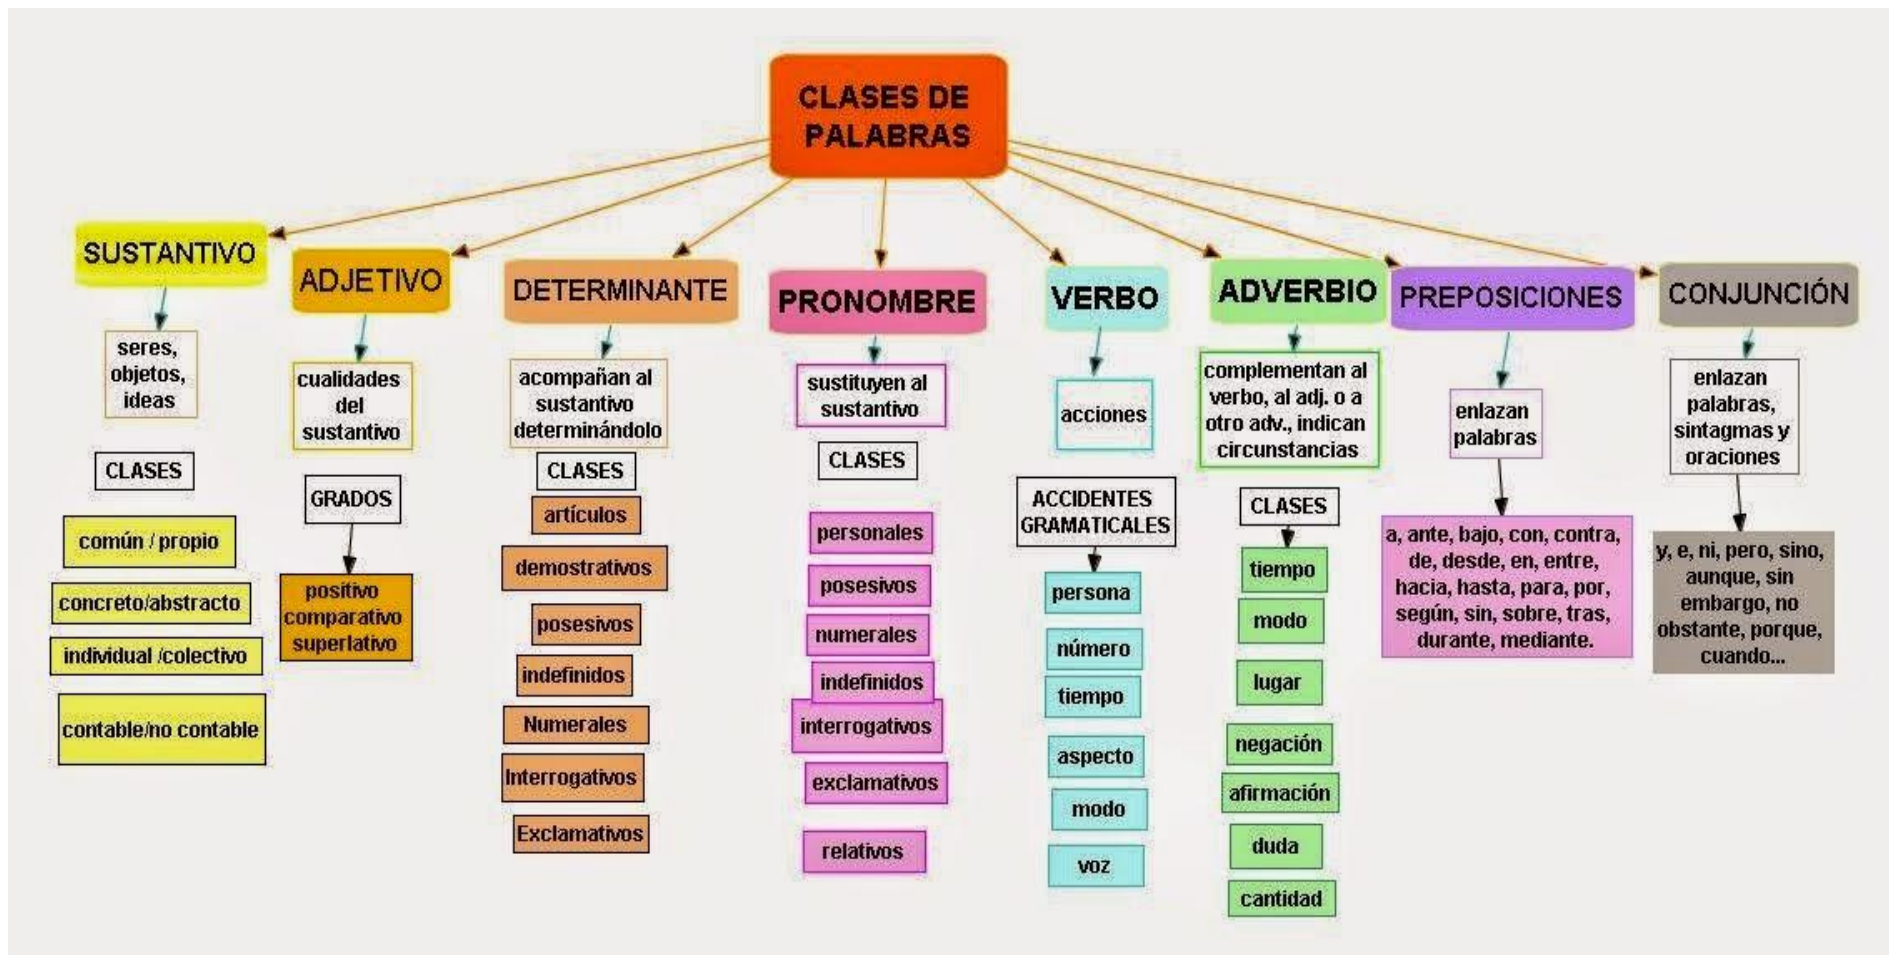 CLASES DE
PALABRAS
SUSTANTIVO
seres,
objetos,
ideas
CLASES
común / propio
concreto/abstracto
individual /colectivo
contable/no contable
ADJETIVO
cualidades
del
sustantivo
GRADOS
positivo
comparativo
superlativo
DETERMINANTE
acompañan al
sustantivo
determinándolo
CLASES
artículos
demostrativos
posesivos
indefinidos
Numerales
Interrogativos
Exclamativos
PRONOMBRE
sustituyen al
sustantivo
CLASES
personales
posesivos
numerales
indefinidos
interrogativos
exclamativos
relativos
VERBO
acciones
ACCIDENTES
GRAMATICALES
persona
número
tiempo
aspecto
modo
voz
ADVERBIO
complementan al
verbo, al adj. o a
otro adv., indican
circunstancias
CLASES
tiempo
modo
lugar
negación
afirmación
duda
cantidad
PREPOSICIONES
enlazan
palabras
a, ante, bajo, con, contra,
de, desde, en, entre,
hacia, hasta, para, por,
según, sin, sobre, tras,
durante, mediante.
CONJUNCIÓN
enlazan
palabras,
sintagmas y
oraciones
y, e, ni, pero, sino,
aunque, sin
embargo, no
obstante, porque,
cuando...